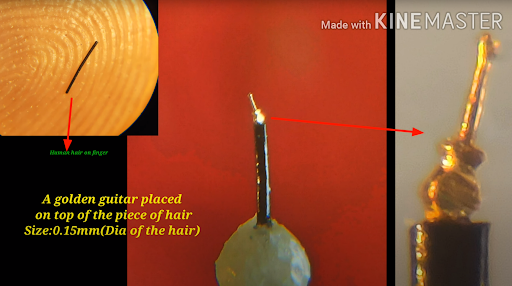 Made with KINEMASTER
Human hair on finger
A golden guitar placed
on top of the piece of hair
Size:0.15mm(Dia of the hair)